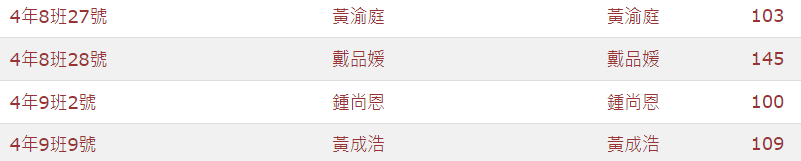 4年8班27號 黃渝庭 黃渝庭 103
4年8班28號 戴品媛 戴品媛 145
4年9班2號 鍾尚恩 鍾尚恩 100
4年9班9號 黃成浩 黃成浩 109